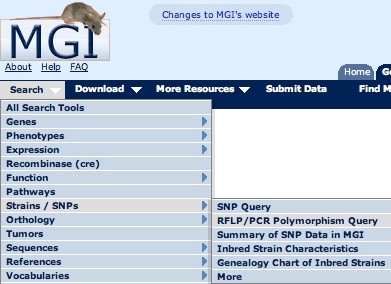 Changes to MGI's website
MGI
About Help FAQ
Home
Search Download More Resources Submit Data Find
All Search Tools
Genes
Phenotypes
Expression
Recombinase (cre)
Function
Pathways
Strains / SNPs
Orthology
Tumors
Sequences
References
Vocabularies
SNP Query
RFLP/PCR Polymorphism Query
Summary of SNP Data in MGI
Inbred Strain Characteristics
Genealogy Chart of Inbred Strains
More